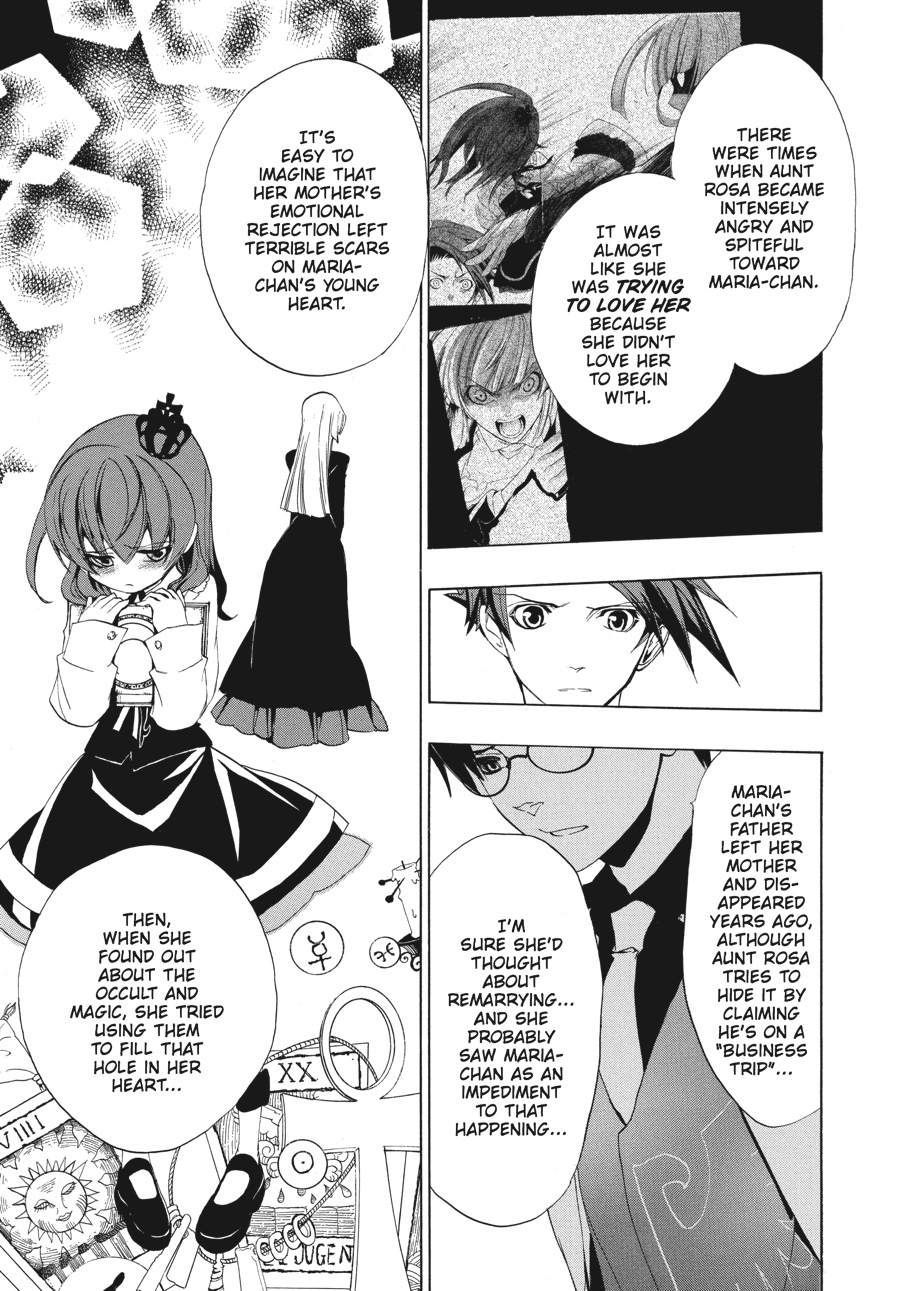 THERE
WERE TIMES
WHEN AUNT
ROSA BECAME
INTENSELY
ANGRY AND
SPITEFUL
TOWARD
MARIA-CHAN.
IT WAS
ALMOST
LIKE SHE
WAS TRYING
TO LOVE HER
BECAUSE
SHE DIDN'T
LOVE HER
TO BEGIN
WITH.
MARIA-
CHAN'S
FATHER
LEFT HER
MOTHER
AND DIS-
APPEARED
YEARS AGO,
ALTHOUGH
AUNT ROSA
TRIES TO
HIDE IT BY
CLAIMING
HE'S ON A
"BUSINESS
TRIP"...
I'M
SURE SHE'D
THOUGHT
ABOUT
REMARRYING...
AND SHE
PROBABLY
SAW MARIA-
CHAN AS AN
IMPEDIMENT
TO THAT
HAPPENING...
IT'S
EASY TO
IMAGINE THAT
HER MOTHER'S
EMOTIONAL
REJECTION LEFT
TERRIBLE SCARS
ON MARIA-
CHAN'S YOUNG
HEART.
THEN,
WHEN SHE
FOUND OUT
ABOUT THE
OCCULT AND
MAGIC, SHE TRIED
USING THEM
TO FILL THAT
HOLE IN HER
HEART...
XX
VIIII
JUGEN